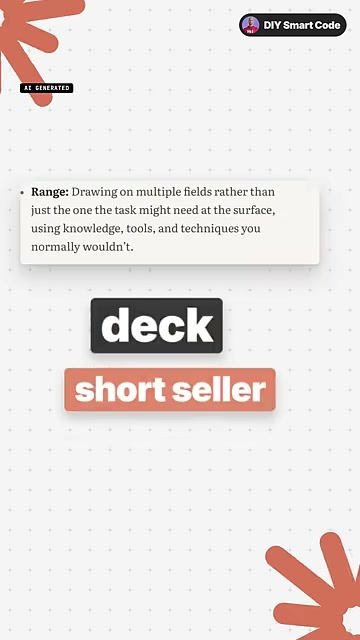 DIY Smart Code
AI GENERATED
• Range: Drawing on multiple fields rather than
just the one the task might need at the surface,
using knowledge, tools, and techniques you
normally wouldn't.
deck
short seller